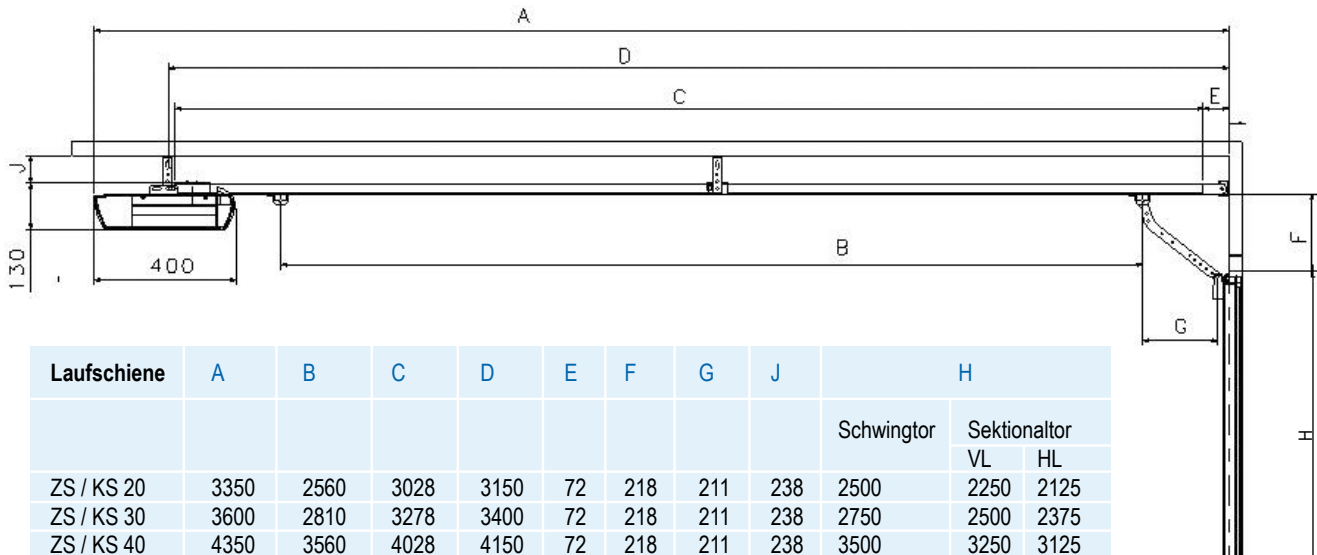 A
D
C
E
J
130
400
B
F
G
H
Laufschiene A B C D E F G J H
Schwingtor Sektionaltor
VL HL
ZS / KS 20 3350 2560 3028 3150 72 218 211 238 2500 2250 2125
ZS / KS 30 3600 2810 3278 3400 72 218 211 238 2750 2500 2375
ZS / KS 40 4350 3560 4028 4150 72 218 211 238 3500 3250 3125